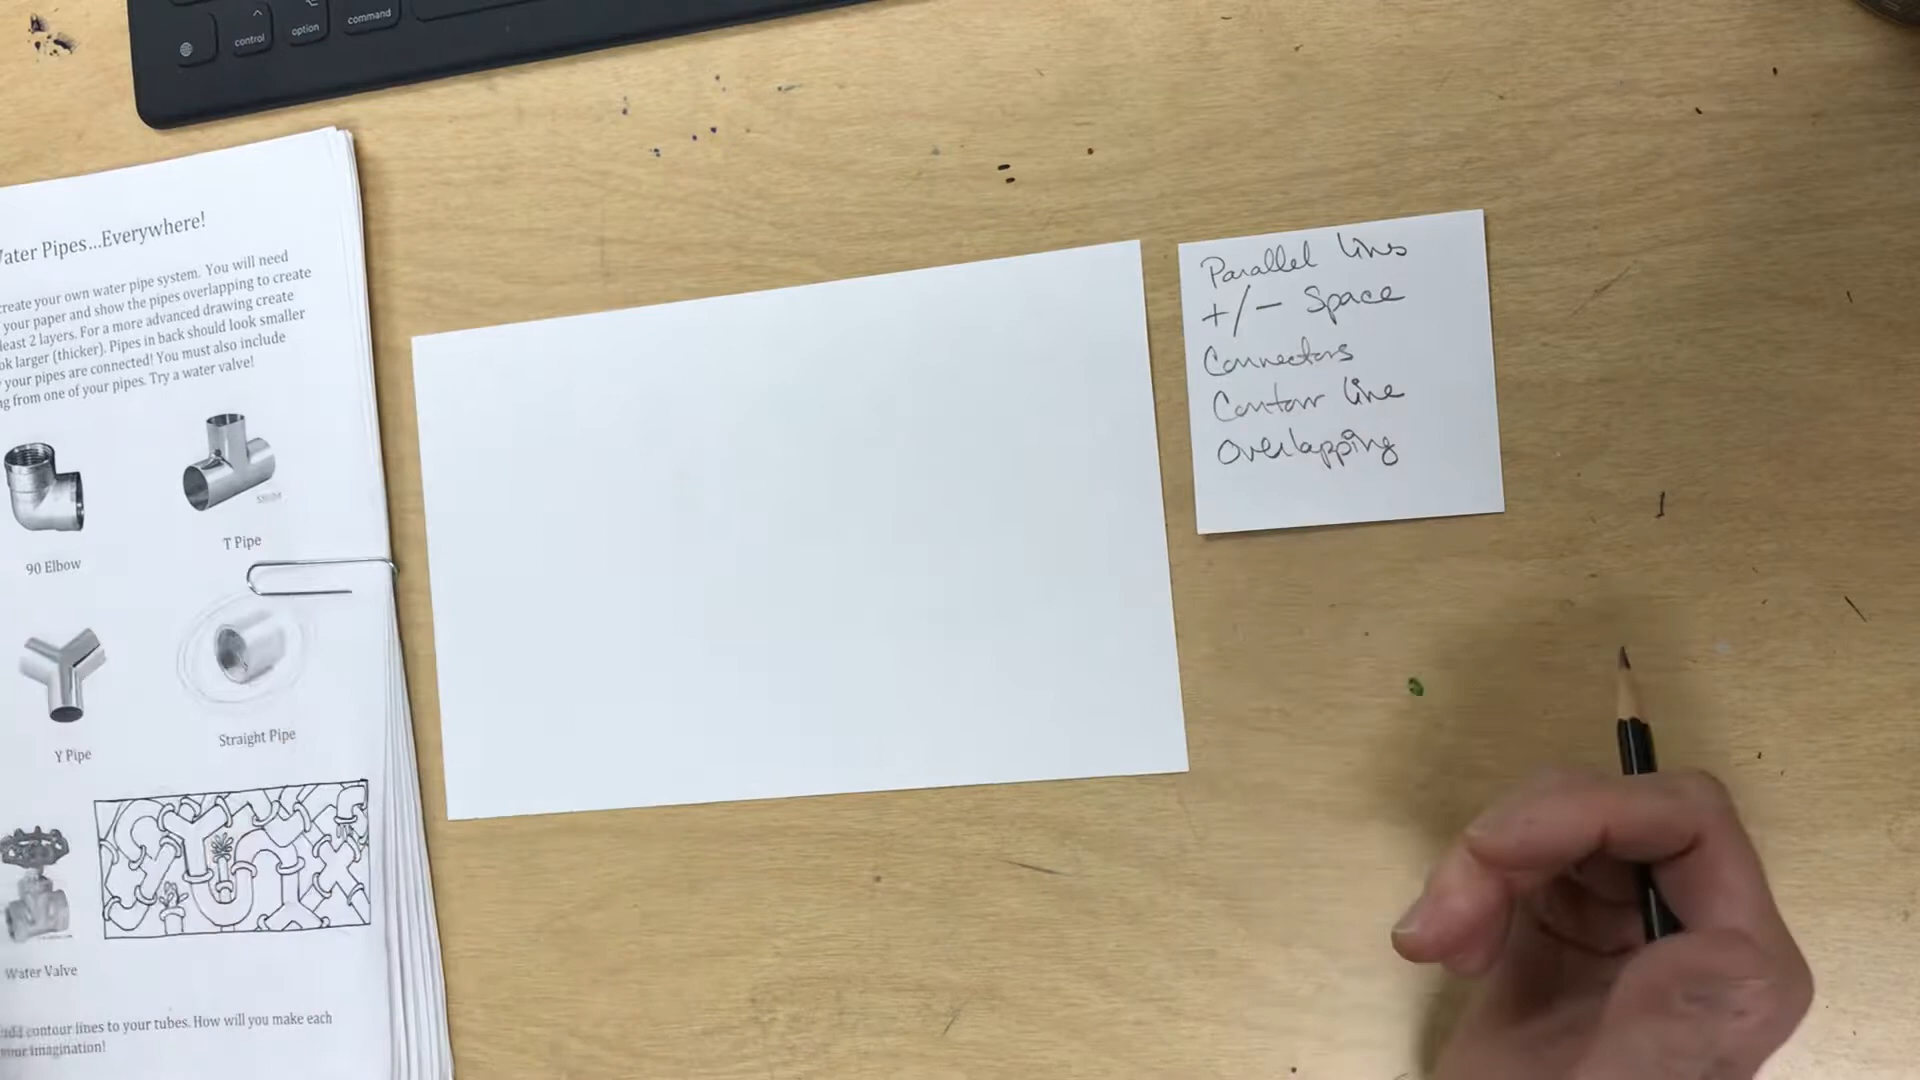 control
option
command
Water Pipes...Everywhere!
create your own water pipe system. You will need
your paper and show the pipes overlapping to create
least 2 layers. For a more advanced drawing create
ok larger (thicker). Pipes in back should look smaller
your pipes are connected! You must also include
ng from one of your pipes. Try a water valve!
90 Elbow
T Pipe
Y Pipe
Straight Pipe
Water Valve
add contour lines to your tubes. How will you make each
your imagination!
Parallel lines
+/- Space
Connectors
Contour line
Overlapping